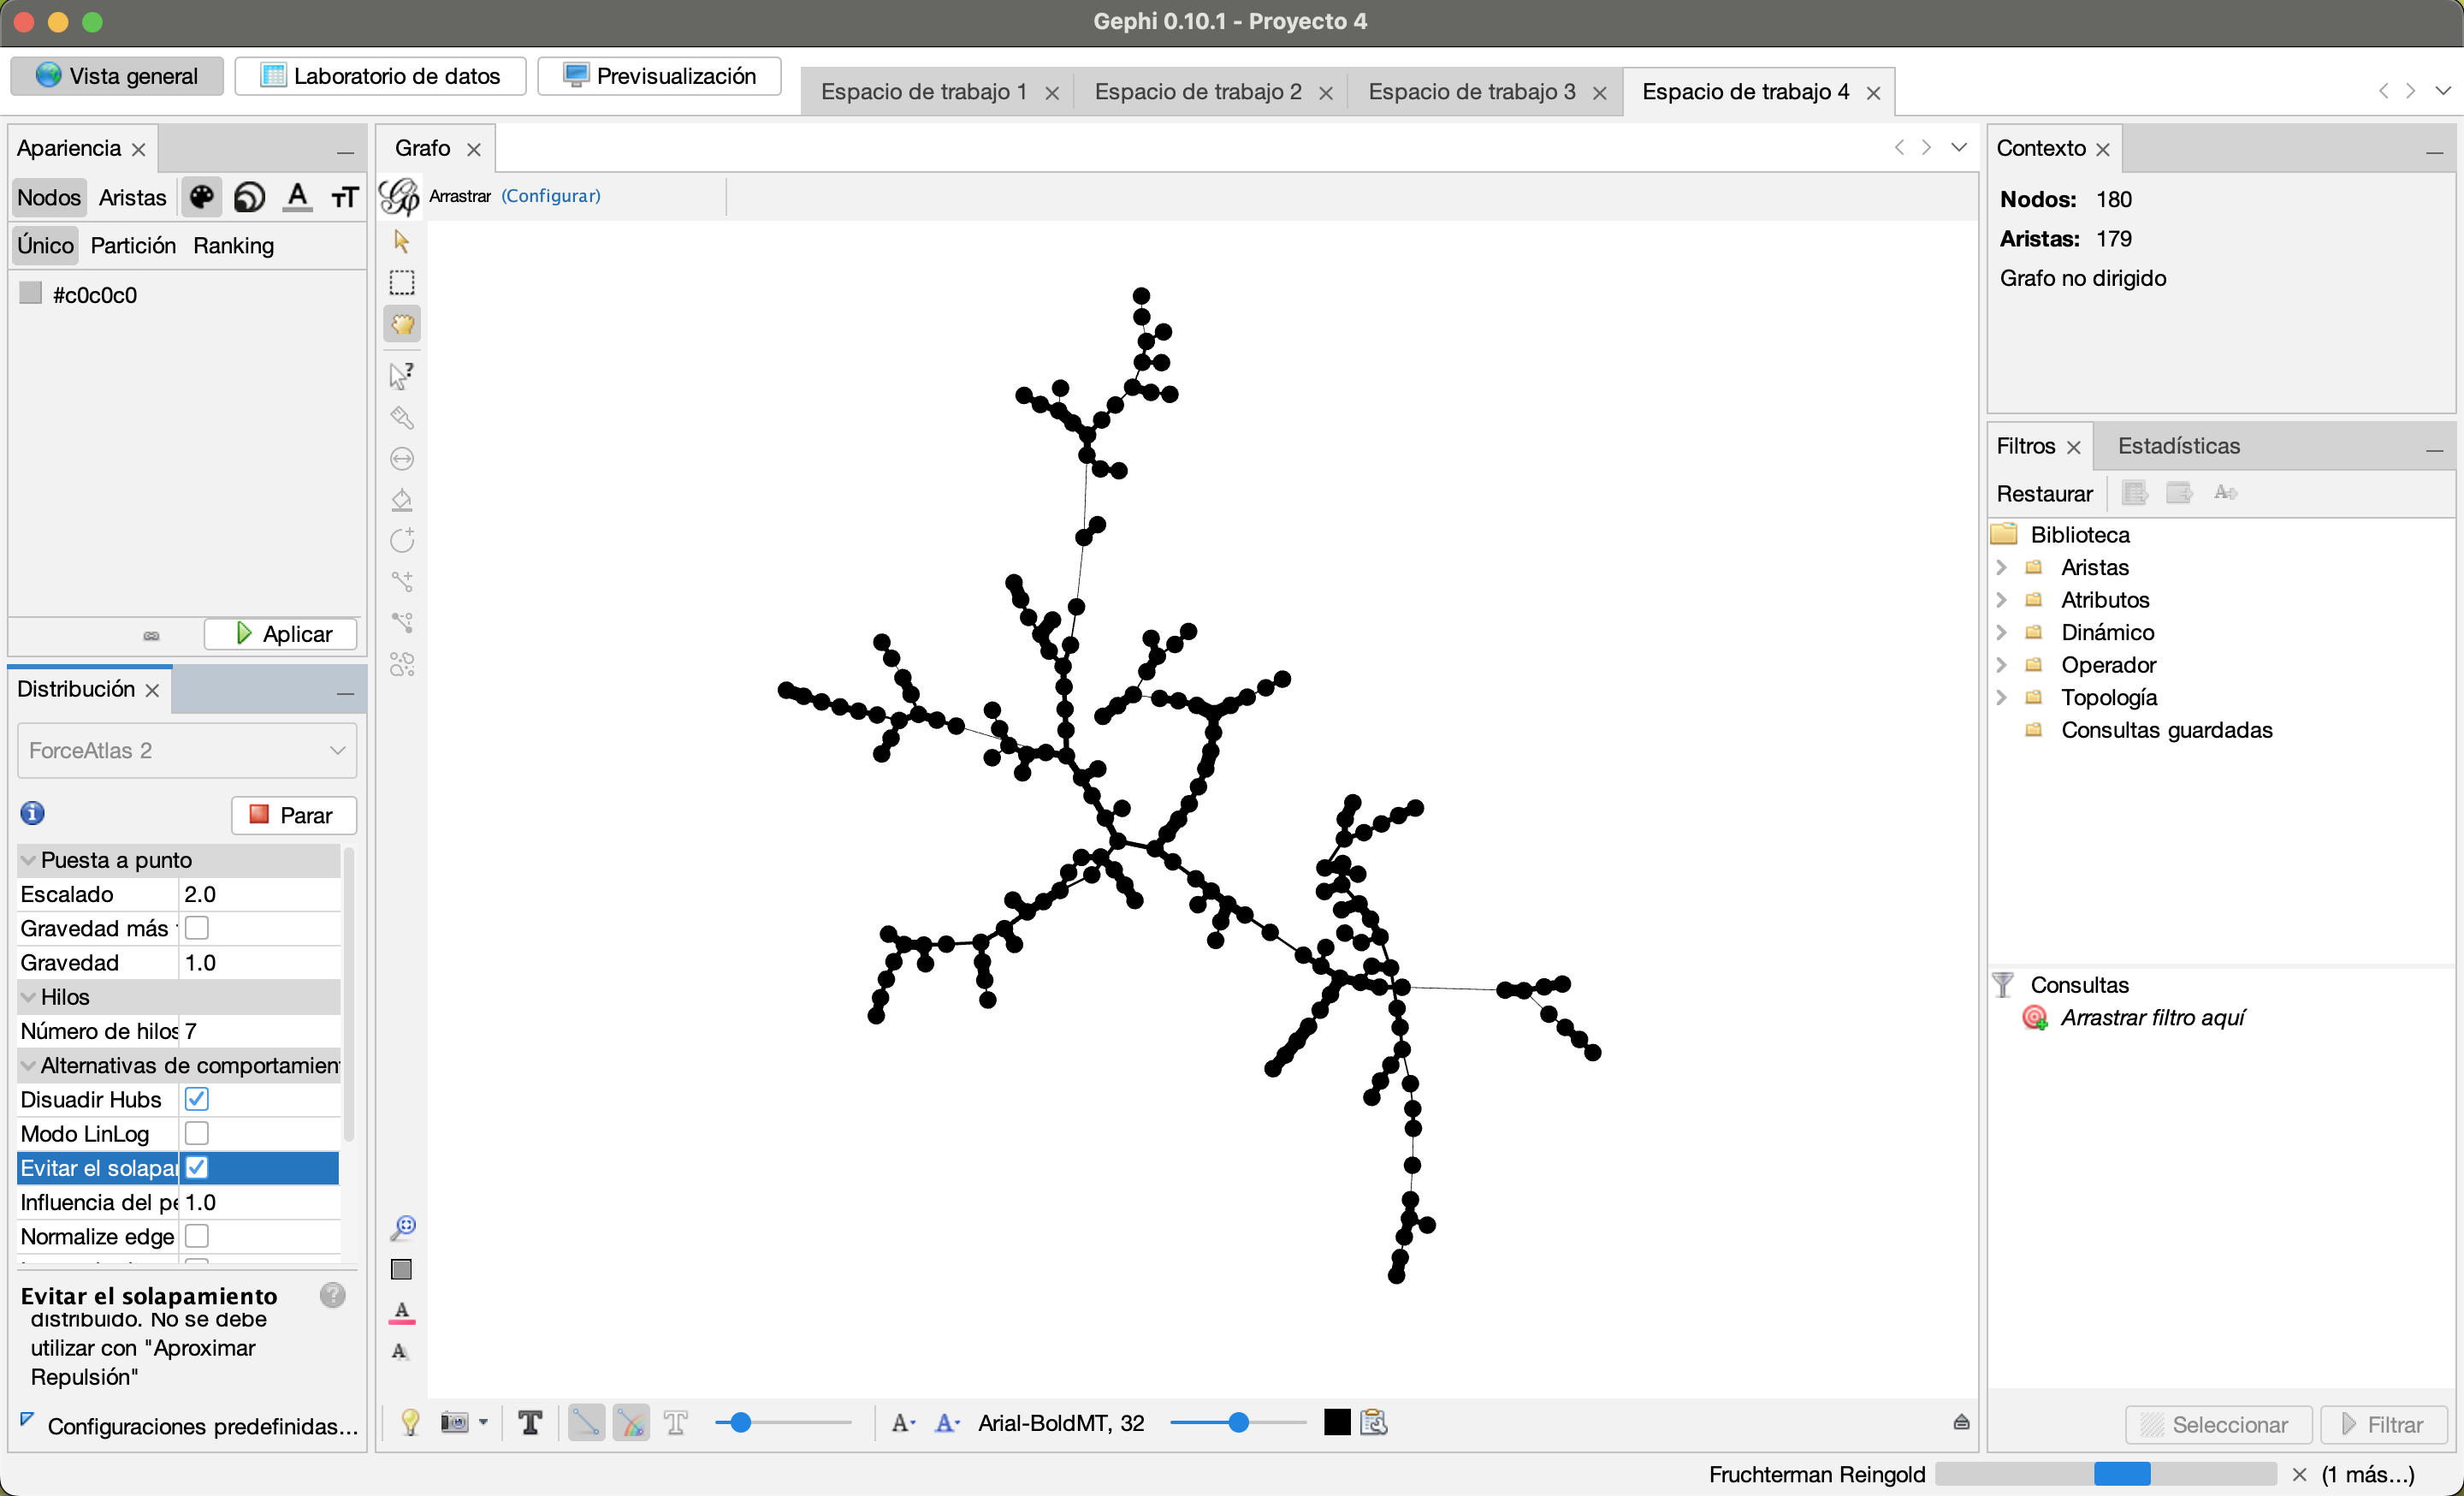 Gephi 0.10.1 - Proyecto 4
Vista general
Laboratorio de datos
Previsualización
Espacio de trabajo 1
Espacio de trabajo 2
Espacio de trabajo 3
Espacio de trabajo 4
Apariencia
Nodos Aristas
Único Partición Ranking
#c0c0c0
Aplicar
Distribución
ForceAtlas 2
Parar
Puesta a punto
Escalado 2.0
Gravedad más
Gravedad 1.0
Hilos
Número de hilos 7
Alternativas de comportamien
Disuadir Hubs
Modo LinLog
Evitar el solapa
Influencia del pe 1.0
Normalize edge
Evitar el solapamiento
distribuido. No se debe
utilizar con "Aproximar
Repulsión"
Configuraciones predefinidas...
Grafo
Arrastrar (Configurar)
Arial-BoldMT, 32
Contexto
Nodos: 180
Aristas: 179
Grafo no dirigido
Filtros Estadísticas
Restaurar
Biblioteca
Aristas
Atributos
Dinámico
Operador
Topología
Consultas guardadas
Consultas
Arrastrar filtro aquí
Seleccionar
Filtrar
Fruchterman Reingold
(1 más...)